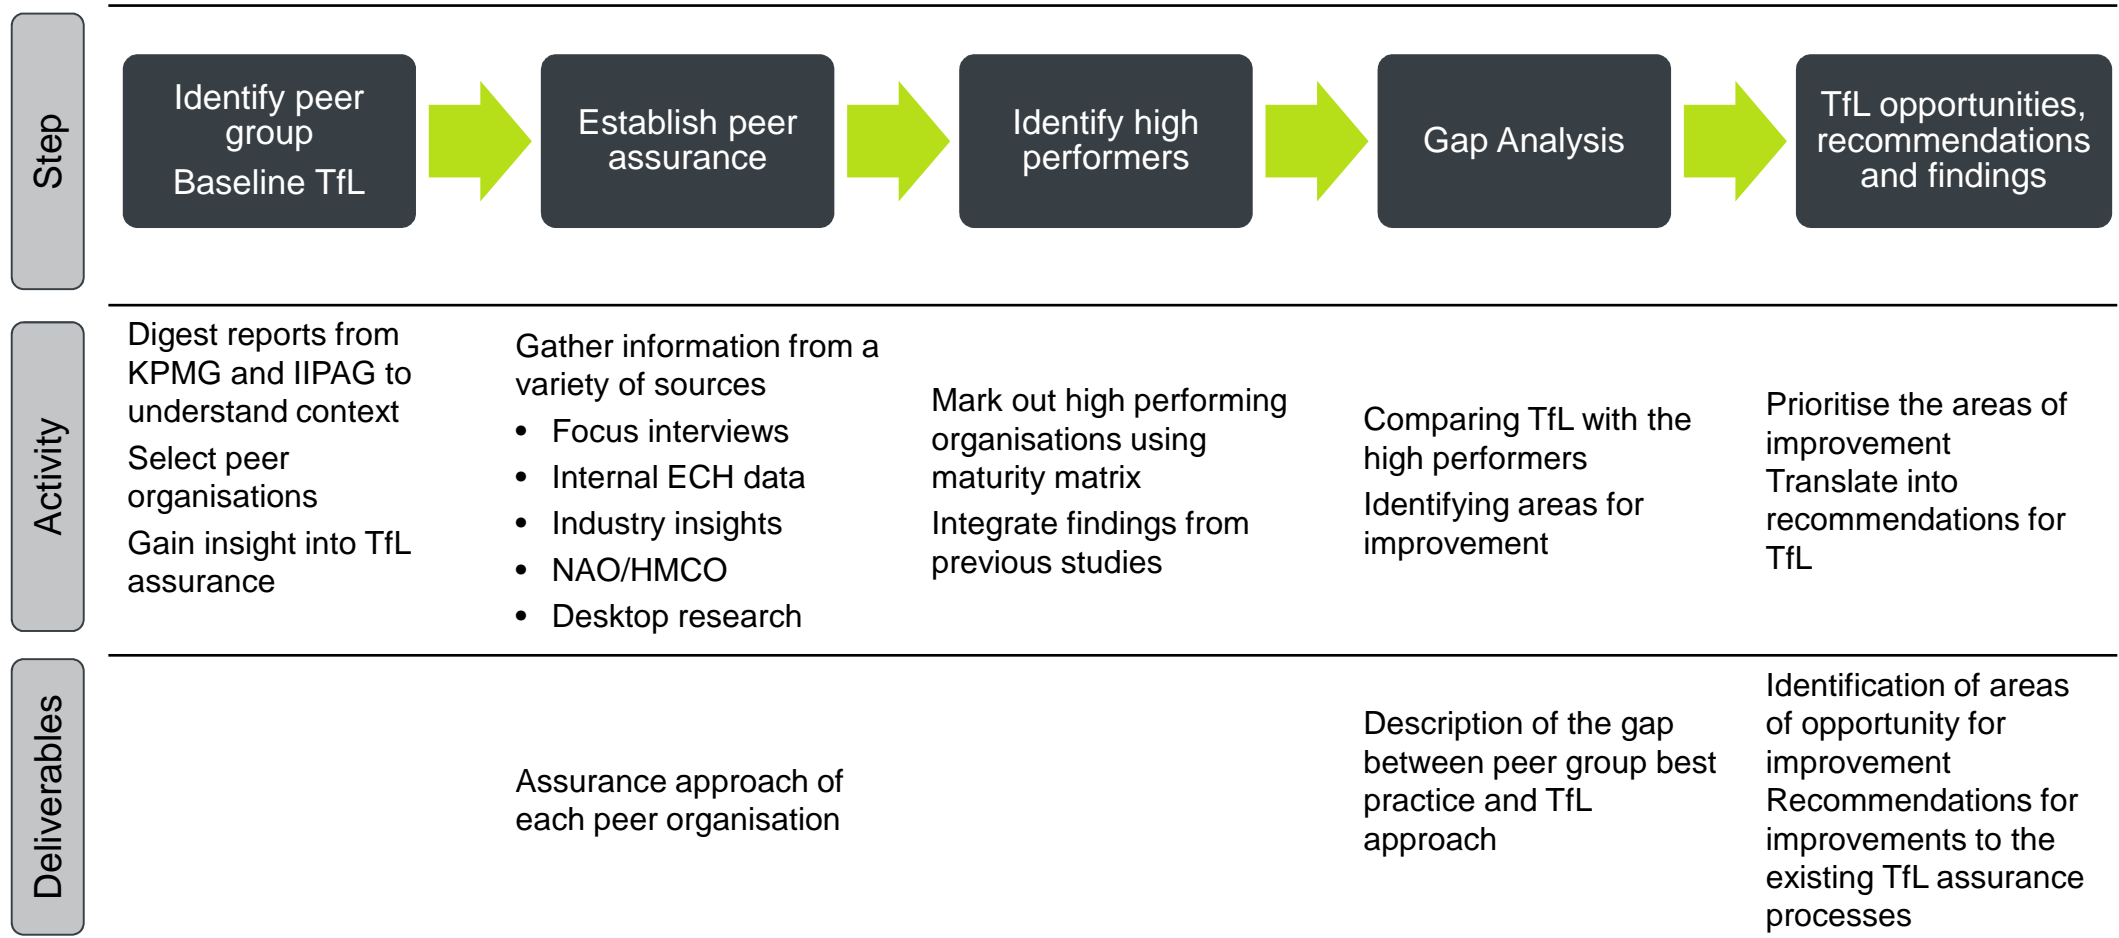 Step
Identify peer
group
Baseline TfL
Establish peer
assurance
Identify high
performers
Gap Analysis
TfL opportunities,
recommendations
and findings
Activity
Digest reports from
KPMG and IIPAG to
understand context
Select peer
organisations
Gain insight into TfL
assurance
Gather information from a
variety of sources
• Focus interviews
• Internal ECH data
• Industry insights
• NAO/HMCO
• Desktop research
Mark out high performing
organisations using
maturity matrix
Integrate findings from
previous studies
Comparing TfL with the
high performers
Identifying areas for
improvement
Prioritise the areas of
improvement
Translate into
recommendations for
TfL
Deliverables
Assurance approach of
each peer organisation
Description of the gap
between peer group best
practice and TfL
approach
Identification of areas
of opportunity for
improvement
Recommendations for
improvements to the
existing TfL assurance
processes